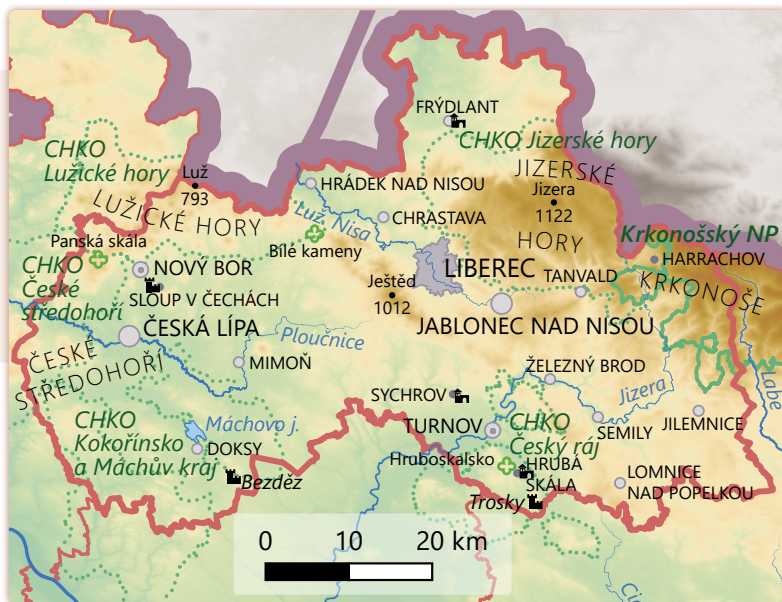 FRÝDLANT
CHKO Jizerské hory
CHKO
Lužické hory
Luž
793
LUŽICKÉ HORY
HRÁDEK NAD NISOU
CHRASTAVA
Luž. Nisa
JIZERSKÉ
HORY
Jizera
1122
Panská skála
Bílé kameny
Krkonošský NP
HARRACHOV
KRKONOŠE
CHKO
České
středohoří
NOVÝ BOR
SLOUP V ČECHÁCH
LIBEREC
TANVALD
Ještěd
1012
JABLONEC NAD NISOU
ČESKÁ LÍPA
Ploučnice
ČESKÉ
STŘEDOHOŘÍ
MIMOŇ
ŽELEZNÝ BROD
Jizera
Labe
SYCHROV
TURNOV
CHKO
Český ráj
SEMILY
JILEMNICE
CHKO
Kokořínsko
a Máchův kraj
Máchovo j.
DOKSY
Bezděz
Hruboskalsko
HRUBÁ
SKÁLA
Trosky
LOMNICE
NAD POPELKOU
0 10 20 km